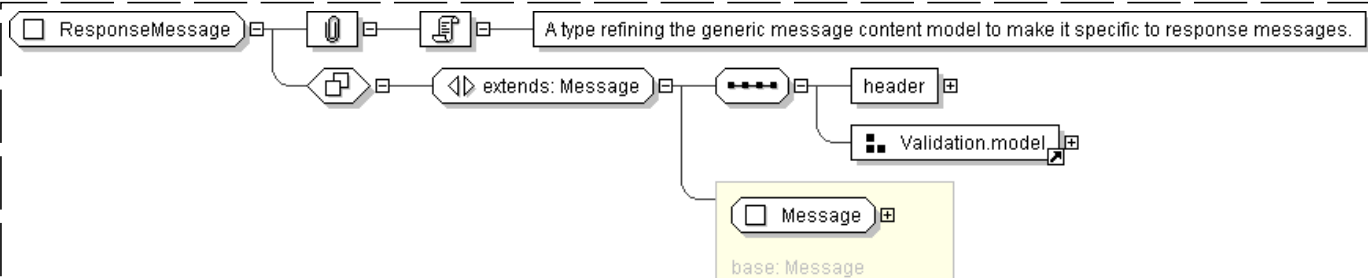 ResponseMessage
A type refining the generic message content model to make it specific to response messages.
extends: Message
header
Validation.model
Message
base: Message